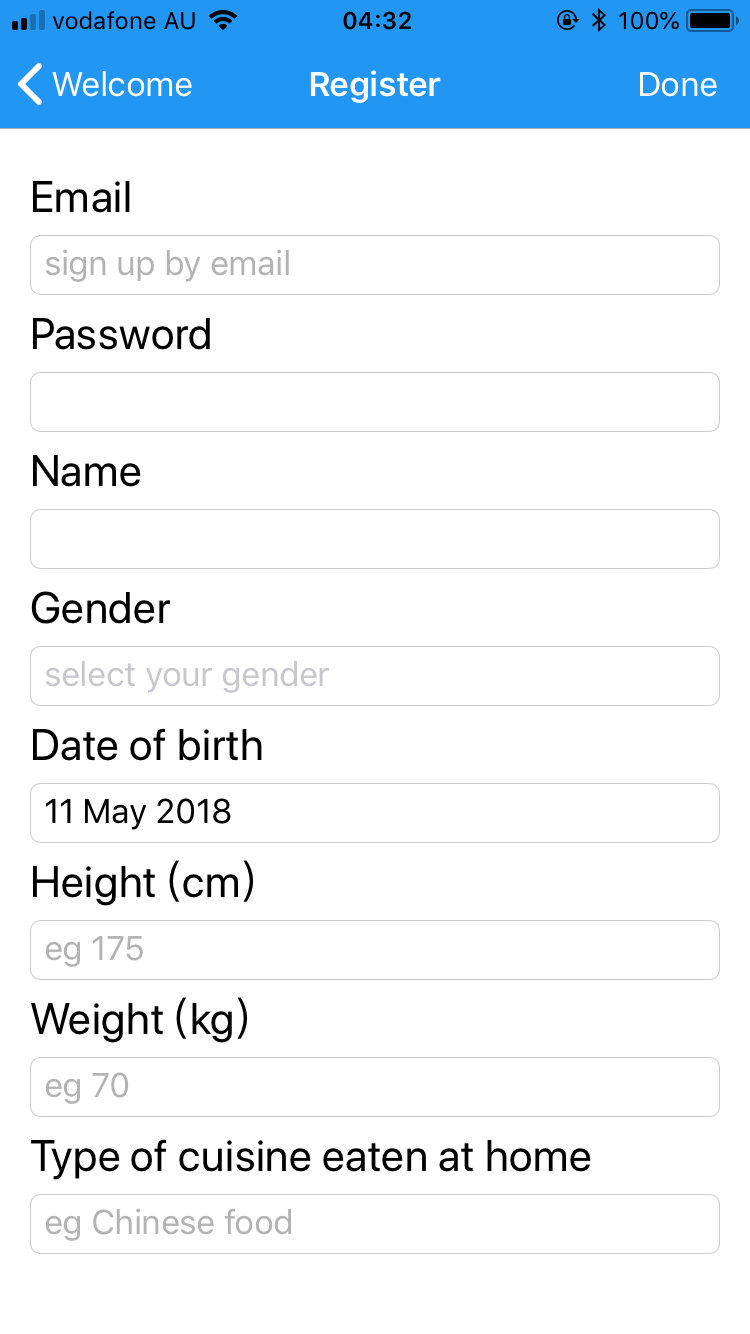 vodafone AU 04:32 100%
Welcome Register Done
Email
sign up by email
Password
Name
Gender
select your gender
Date of birth
11 May 2018
Height (cm)
eg 175
Weight (kg)
eg 70
Type of cuisine eaten at home
eg Chinese food